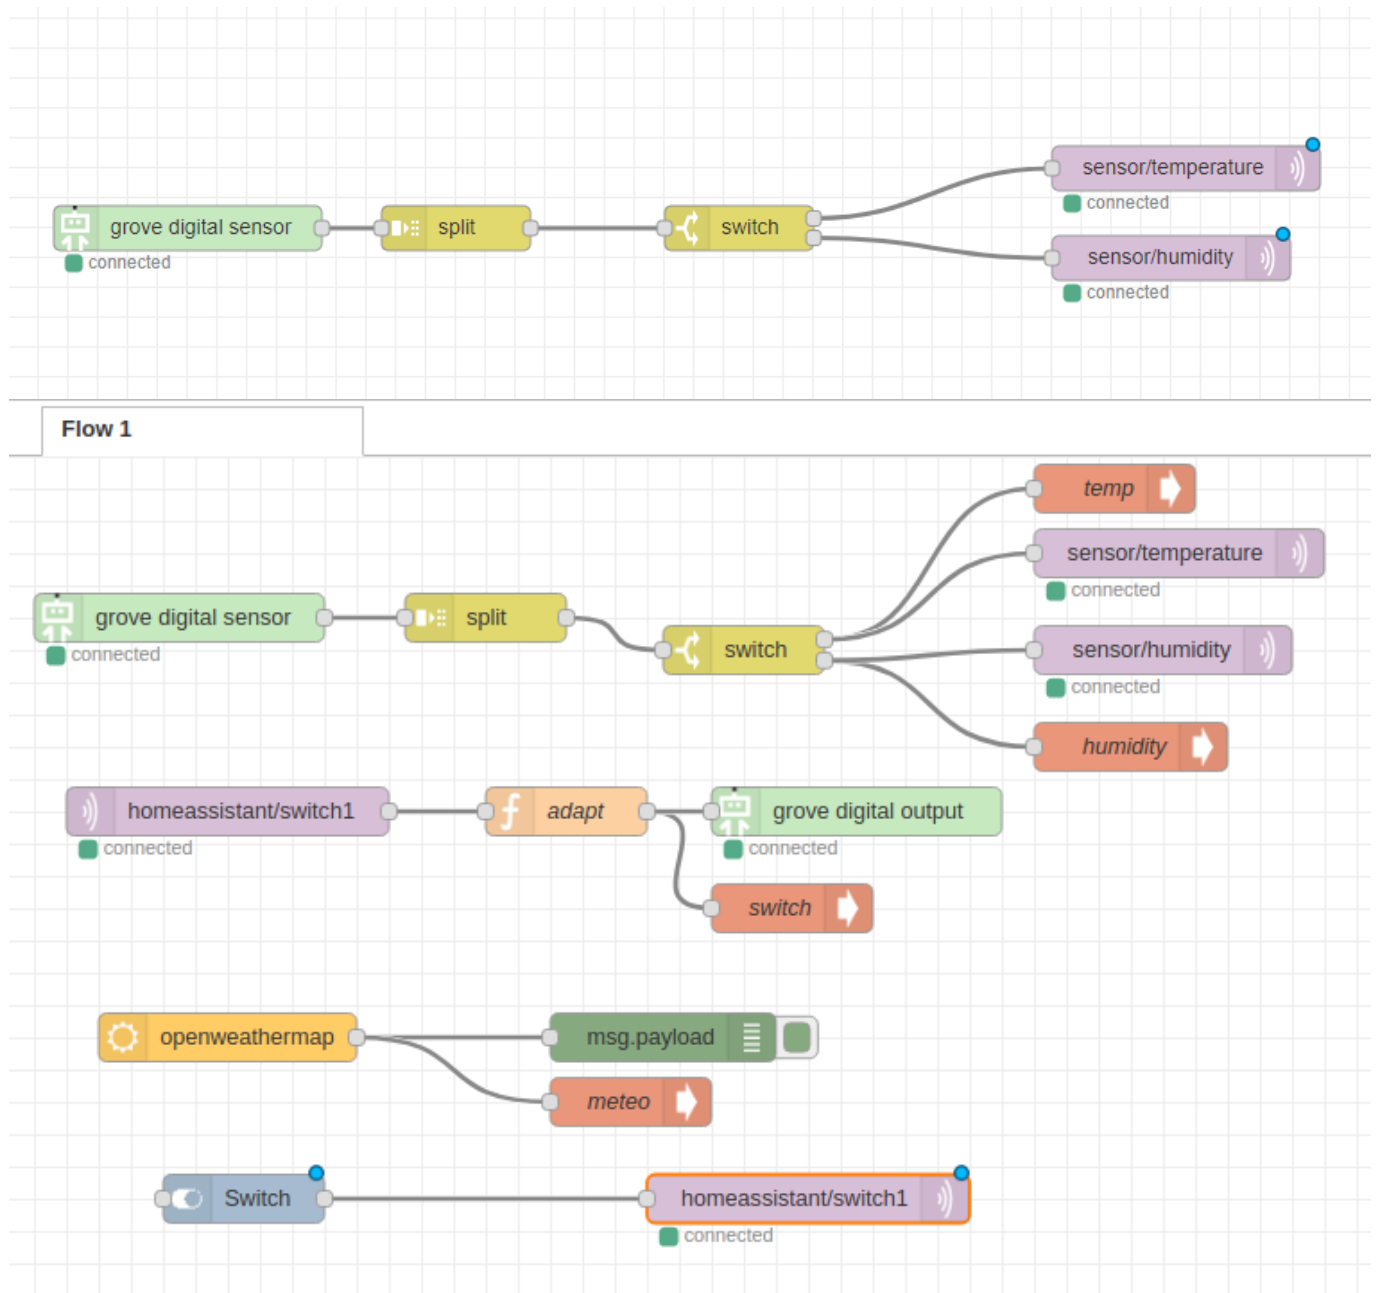 sensor/temperature
connected
grove digital sensor
split
switch
connected
sensor/humidity
connected
Flow 1
temp
sensor/temperature
connected
grove digital sensor
split
switch
connected
sensor/humidity
connected
humidity
homeassistant/switch1
adapt
grove digital output
connected
connected
switch
openweathermap
msg.payload
meteo
Switch
homeassistant/switch1
connected